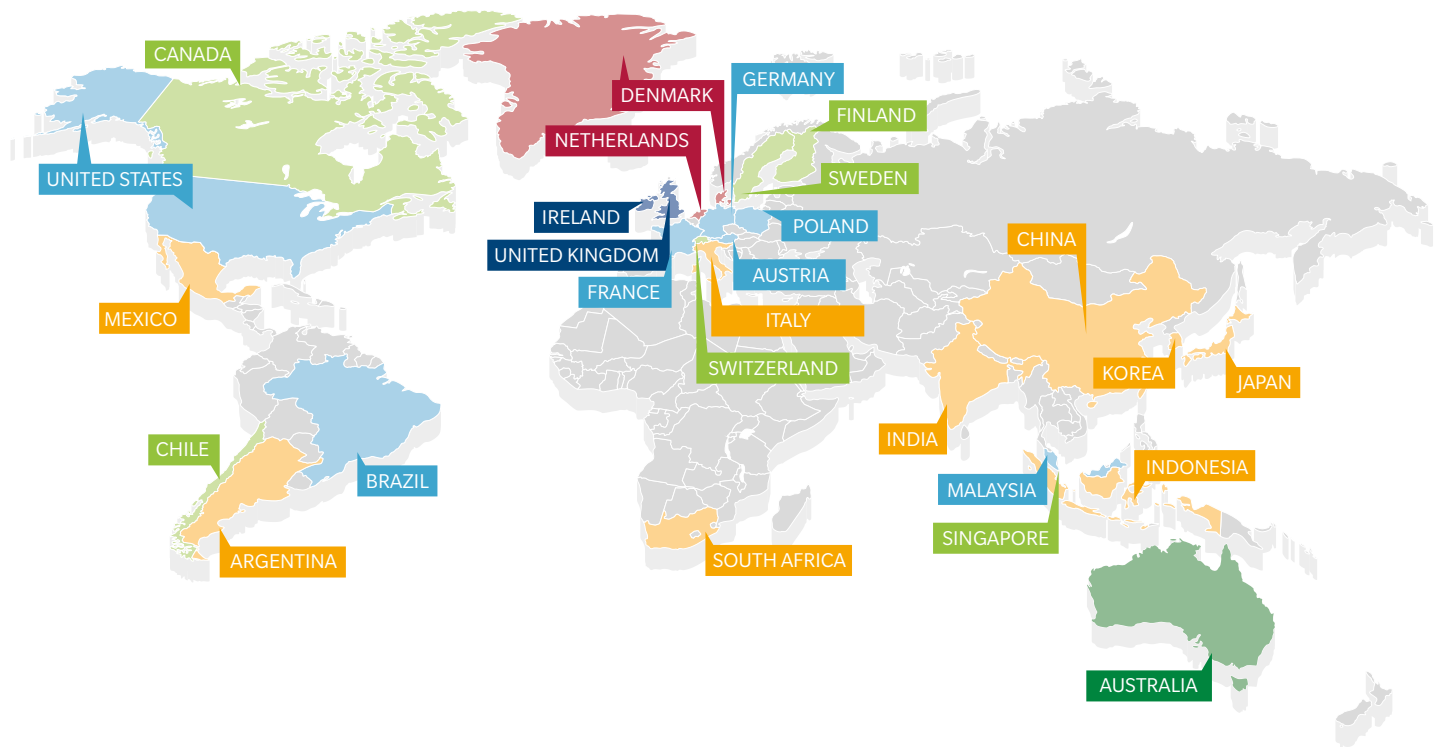 CANADA
GERMANY
DENMARK
FINLAND
NETHERLANDS
UNITED STATES
SWEDEN
IRELAND
POLAND
CHINA
UNITED KINGDOM
AUSTRIA
FRANCE
MEXICO
ITALY
SWITZERLAND
KOREA
JAPAN
INDIA
CHILE
INDONESIA
BRAZIL
MALAYSIA
SINGAPORE
ARGENTINA
SOUTH AFRICA
AUSTRALIA